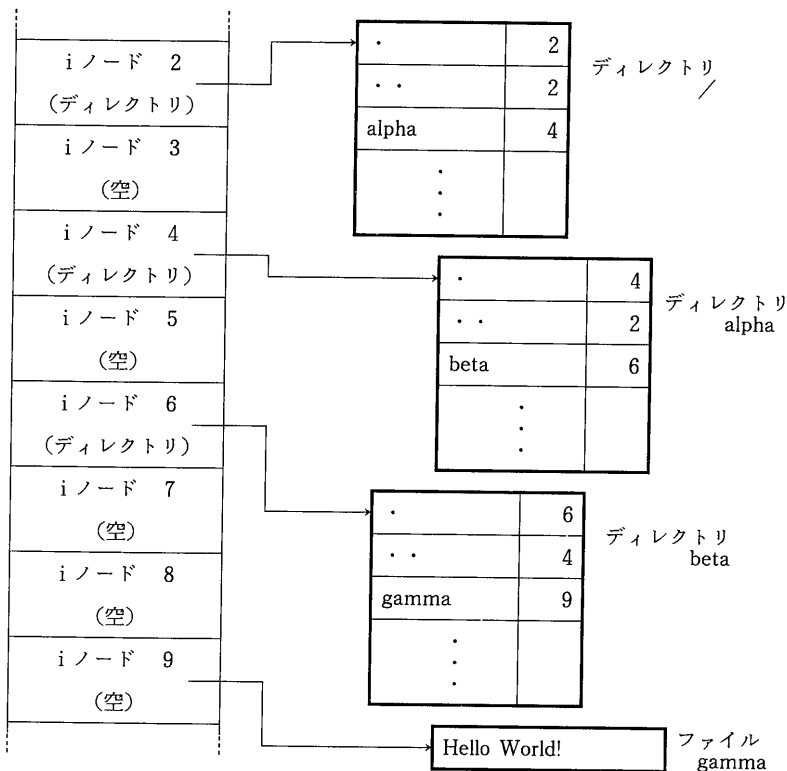 iノード 2
(ディレクトリ)
iノード 3
(空)
iノード 4
(ディレクトリ)
iノード 5
(空)
iノード 6
(ディレクトリ)
iノード 7
(空)
iノード 8
(空)
iノード 9
(空)
・ 2
・・ 2
alpha 4
ディレクトリ
/
・ 4
・・ 2
beta 6
ディレクトリ
alpha
・ 6
・・ 4
gamma 9
ディレクトリ
beta
Hello World!
ファイル
gamma